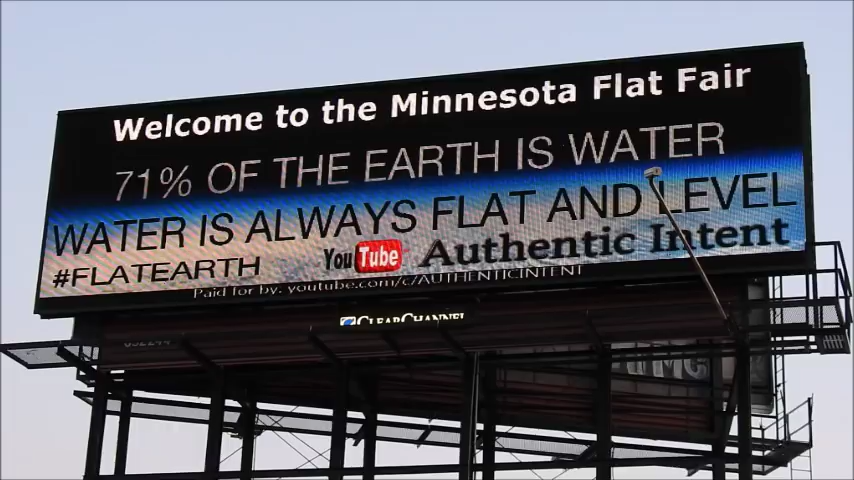 Welcome to the Minnesota Flat Fair
71% OF THE EARTH IS WATER
WATER IS ALWAYS FLAT AND LEVEL
#FLATEARTH YouTube Authentic Intent
Paid for by: youtube.com/c/AUTHENTICINTENT
CLEARCHANNEL